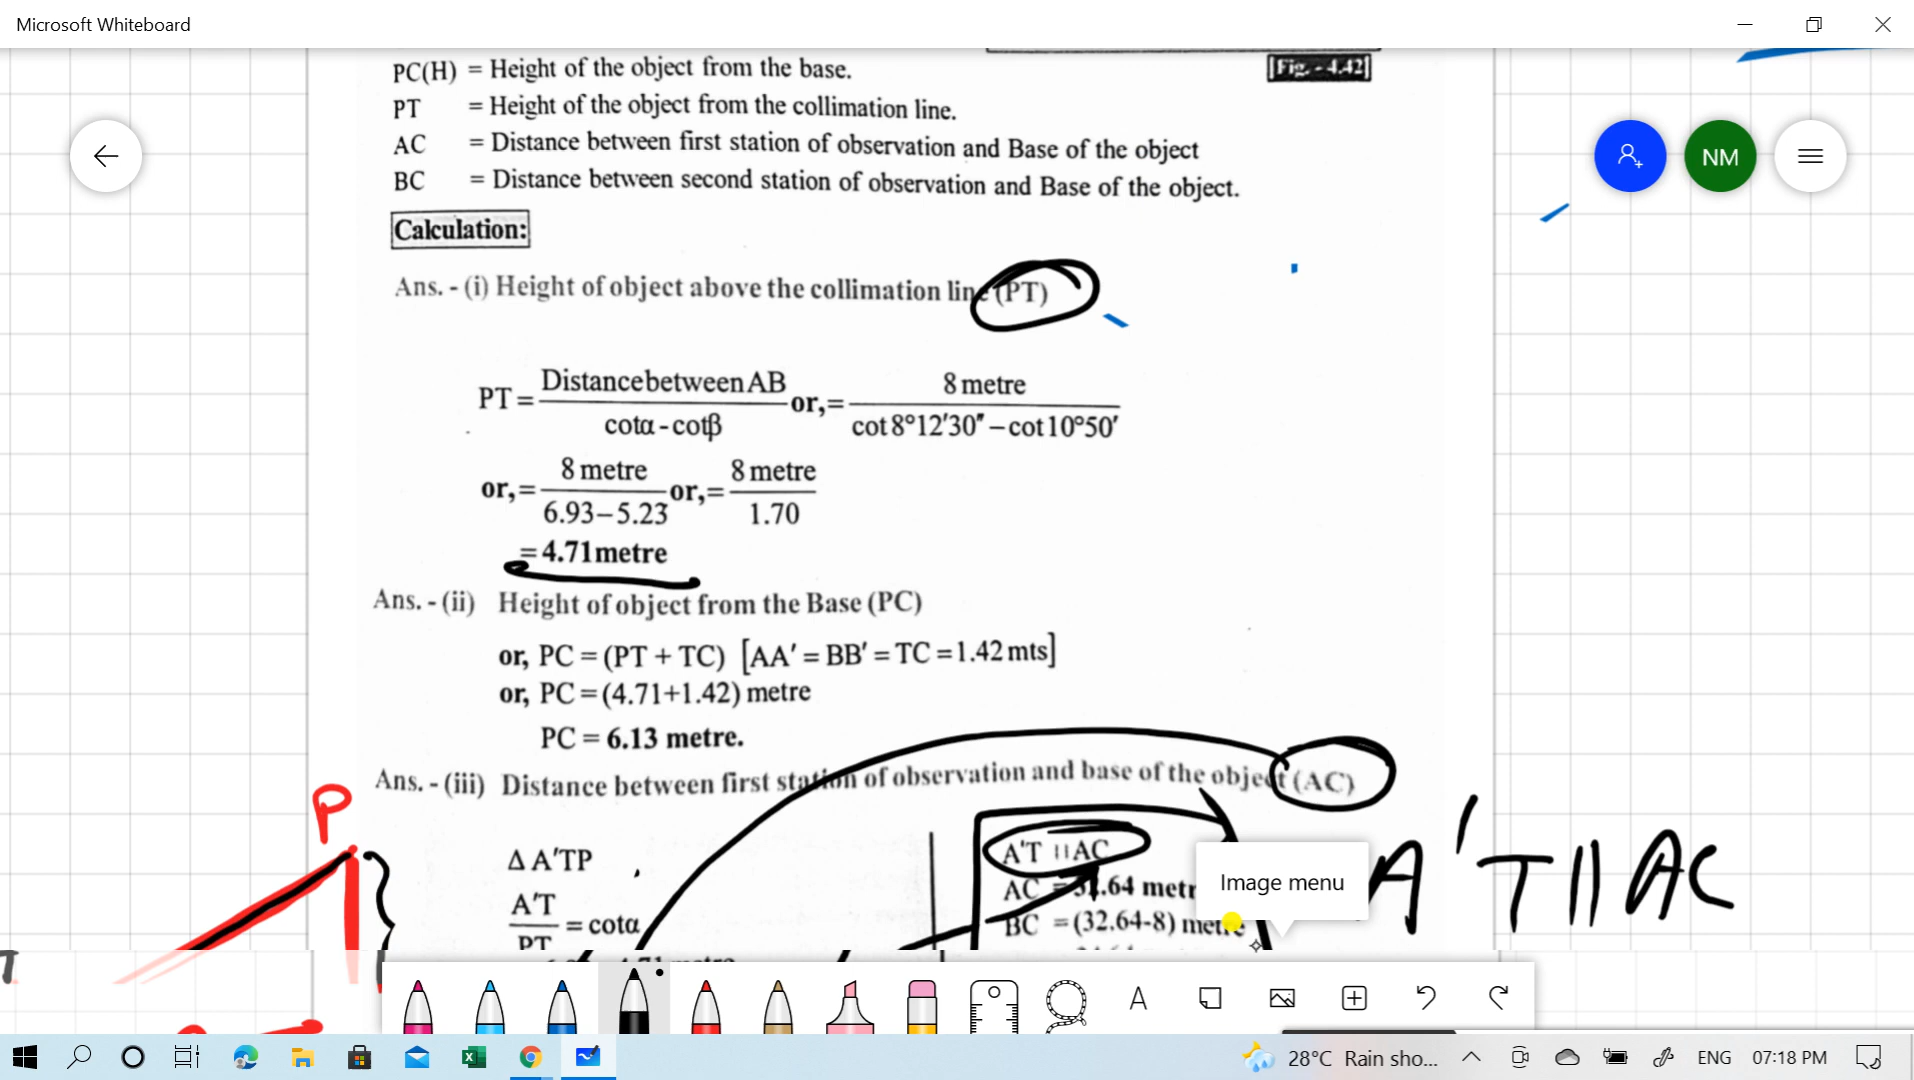 Microsoft Whiteboard
PC(H) = Height of the object from the base.
[Fig. - 4.42]
PT = Height of the object from the collimation line.
AC = Distance between first station of observation and Base of the object
BC = Distance between second station of observation and Base of the object.
NM
Calculation:
Ans. - (i) Height of object above the collimation line (PT)
PT = Distance between AB / cotα - cotβ or, = 8 metre / cot 8°12'30" – cot 10°50'
or, = 8 metre / 6.93 – 5.23 or, = 8 metre / 1.70
= 4.71 metre
Ans. - (ii) Height of object from the Base (PC)
or, PC = (PT + TC) [AA' = BB' = TC = 1.42 mts]
or, PC = (4.71+1.42) metre
PC = 6.13 metre.
Ans. - (iii) Distance between first station of observation and base of the object (AC)
P
Δ A'TP
A'T / PT = cotα
A'T ॥ AC
AC
.64 metr
BC = (32.64-8) metre
Image menu
A'T || AC
T
A
28°C Rain sho...
ENG
07:18 PM